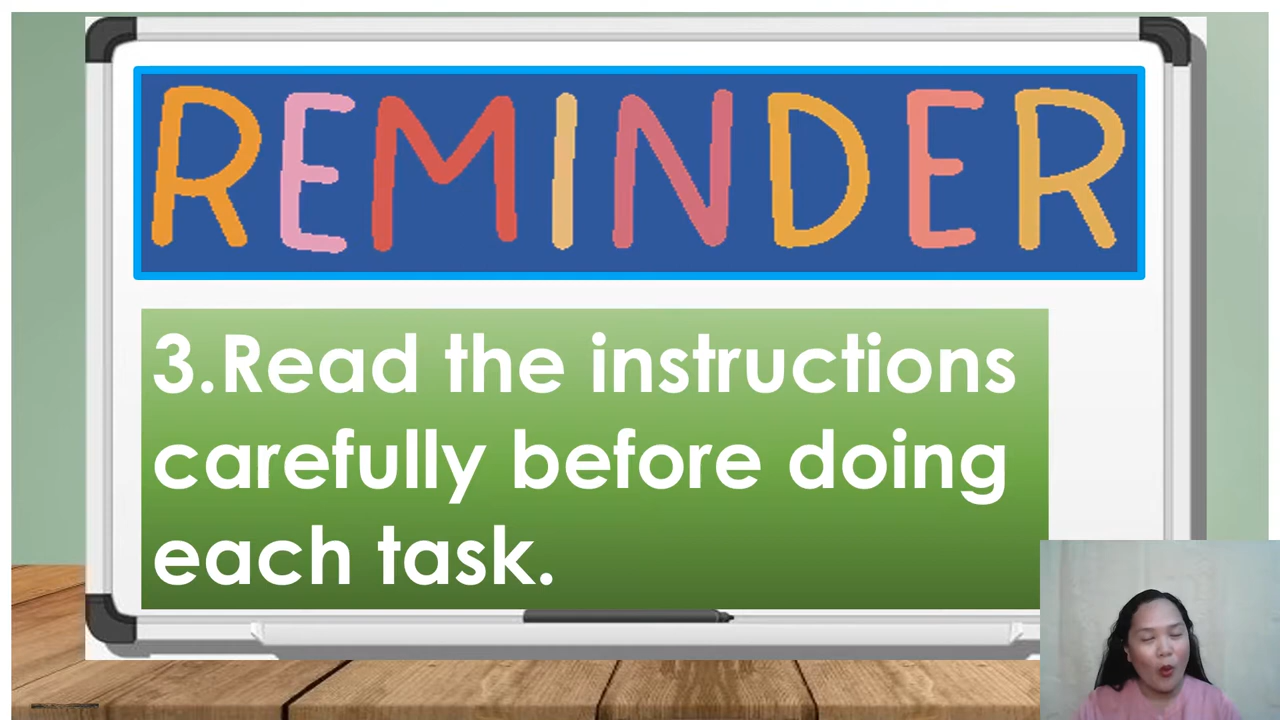 REMINDER
3.Read the instructions
carefully before doing
each task.